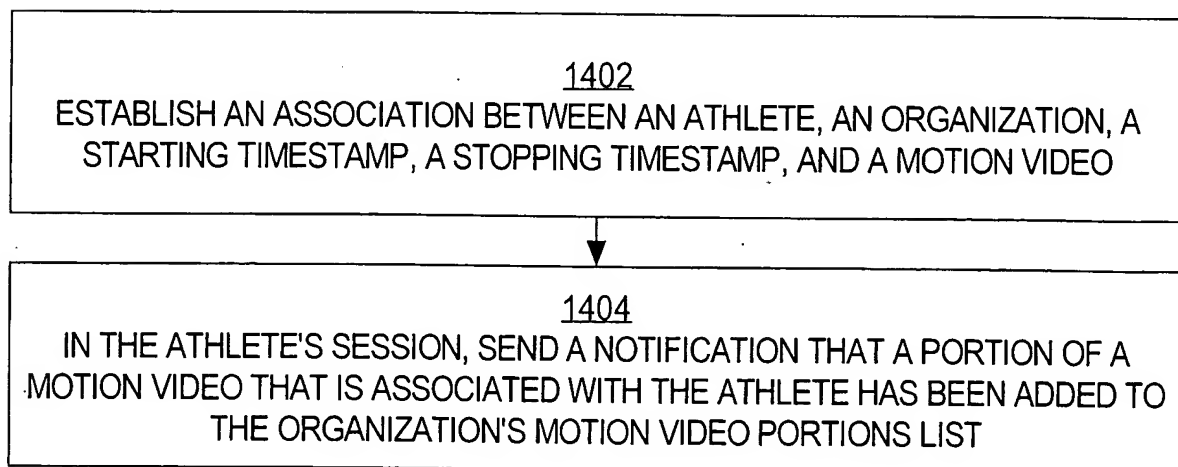 1402
ESTABLISH AN ASSOCIATION BETWEEN AN ATHLETE, AN ORGANIZATION, A
STARTING TIMESTAMP, A STOPPING TIMESTAMP, AND A MOTION VIDEO
1404
IN THE ATHLETE'S SESSION, SEND A NOTIFICATION THAT A PORTION OF A
MOTION VIDEO THAT IS ASSOCIATED WITH THE ATHLETE HAS BEEN ADDED TO
THE ORGANIZATION'S MOTION VIDEO PORTIONS LIST